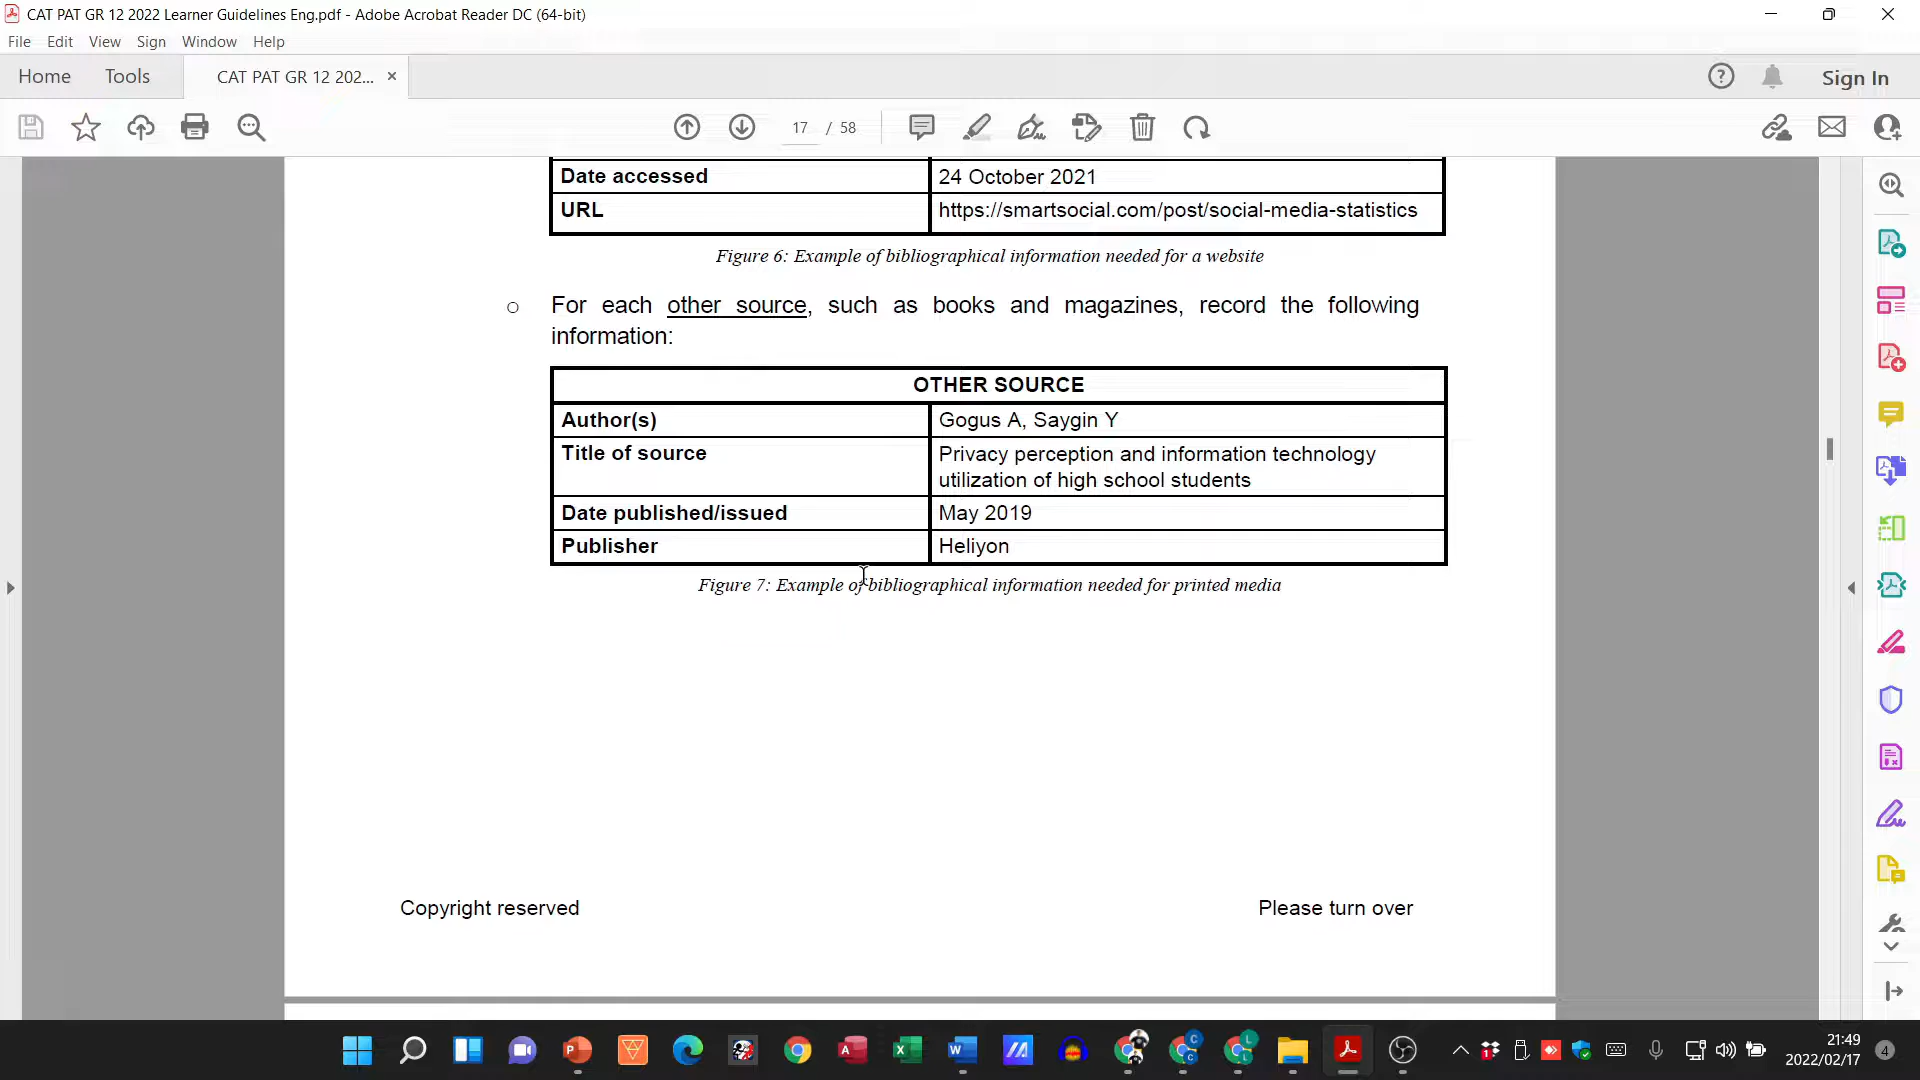 CAT PAT GR 12 2022 Learner Guidelines Eng.pdf - Adobe Acrobat Reader DC (64-bit)
File Edit View Sign Window Help
Home Tools CAT PAT GR 12 202... × Sign In
17 / 58
Date accessed 24 October 2021
URL https://smartsocial.com/post/social-media-statistics
Figure 6: Example of bibliographical information needed for a website
o For each other source, such as books and magazines, record the following
information:
OTHER SOURCE
Author(s) Gogus A, Saygin Y
Title of source Privacy perception and information technology
utilization of high school students
Date published/issued May 2019
Publisher Heliyon
Figure 7: Example of bibliographical information needed for printed media
Copyright reserved Please turn over
21:49
2022/02/17 4